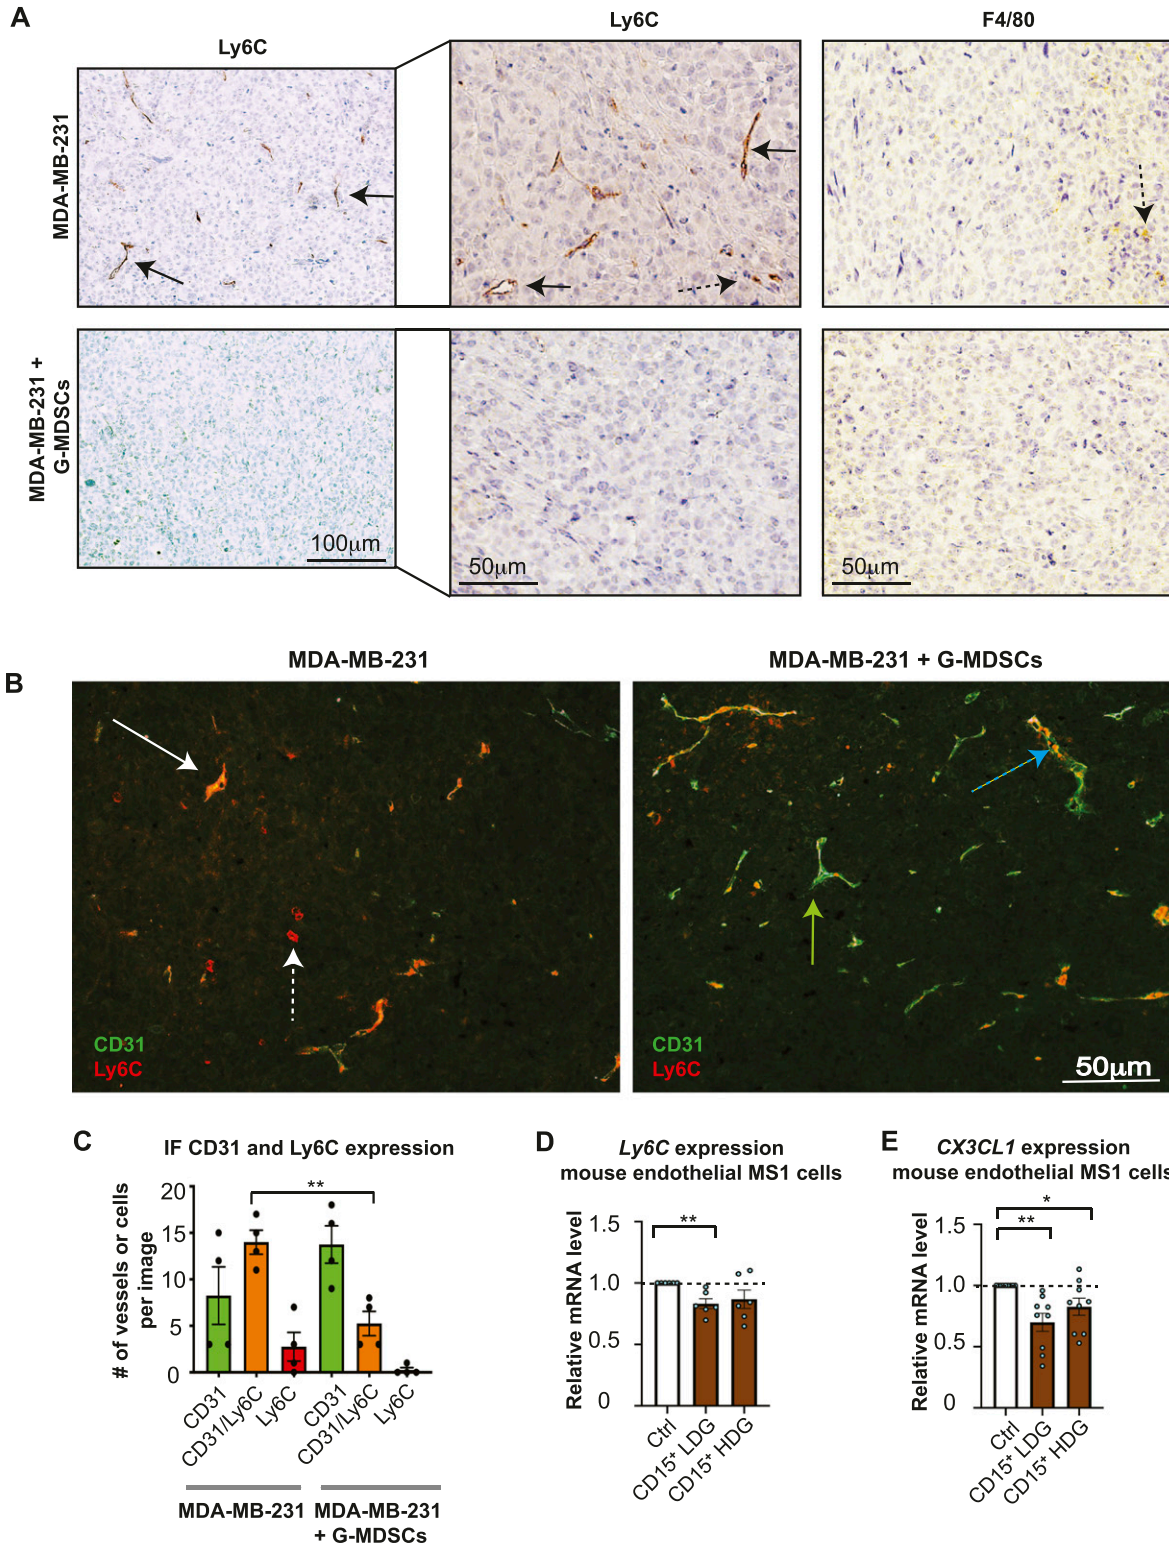 A
Ly6C
Ly6C
F4/80
MDA-MB-231
MDA-MB-231 +
G-MDSCs
100µm
50µm
50µm
B
MDA-MB-231
MDA-MB-231 + G-MDSCs
CD31
Ly6C
CD31
Ly6C
50µm
C
IF CD31 and Ly6C expression
# of vessels or cells
per image
20
15
10
5
0
**
CD31
CD31/Ly6C
Ly6C
CD31
CD31/Ly6C
Ly6C
MDA-MB-231
MDA-MB-231
+ G-MDSCs
D
Ly6C expression
mouse endothelial MS1 cells
Relative mRNA level
1.5
1.0
0.5
0
**
Ctrl
CD15⁺ LDG
CD15⁺ HDG
E
CX3CL1 expression
mouse endothelial MS1 cells
Relative mRNA level
1.5
1.0
0.5
0
*
**
Ctrl
CD15⁺ LDG
CD15⁺ HDG